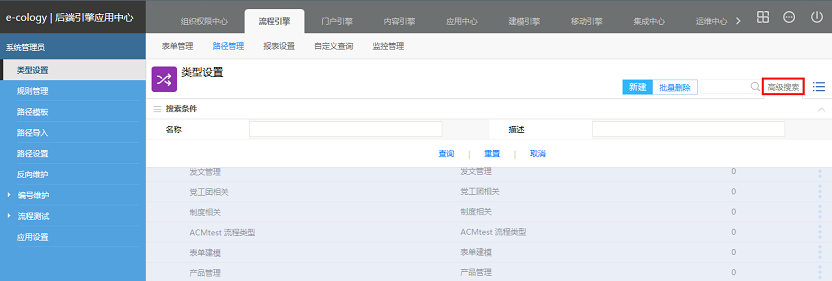 e-cology | 后端引擎应用中心
组织权限中心 流程引擎 门户引擎 内容引擎 应用中心 建模引擎 移动引擎 集成中心 运维中心
系统管理员
表单管理 路径管理 报表设置 自定义查询 监控管理
类型设置
规则管理
路径模板
路径导入
路径设置
反向维护
编号维护
流程测试
应用设置
类型设置
新建 批量删除 高级搜索
搜索条件
名称 描述
查询 | 重置 | 取消
发文管理 发文管理 0
党工团相关 党工团相关 0
制度相关 制度相关 0
ACMtest 流程类型 ACMtest 流程类型 0
表单建模 表单建模 0
产品管理 产品管理 0